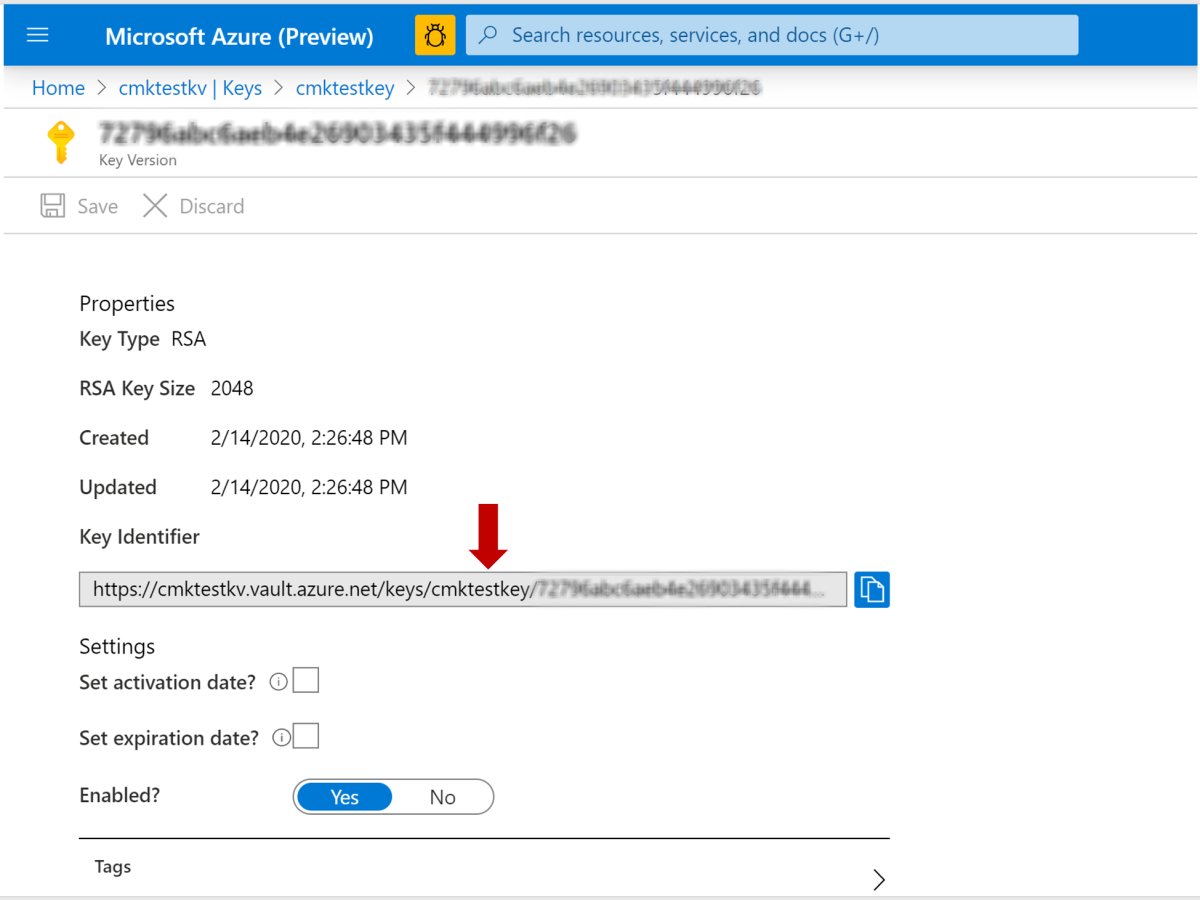 Microsoft Azure (Preview)
Search resources, services, and docs (G+/)
Home > cmktestkv | Keys > cmktestkey >
Key Version
Save Discard
Properties
Key Type RSA
RSA Key Size 2048
Created 2/14/2020, 2:26:48 PM
Updated 2/14/2020, 2:26:48 PM
Key Identifier
https://cmktestkv.vault.azure.net/keys/cmktestkey/
Settings
Set activation date?
Set expiration date?
Enabled? Yes No
Tags